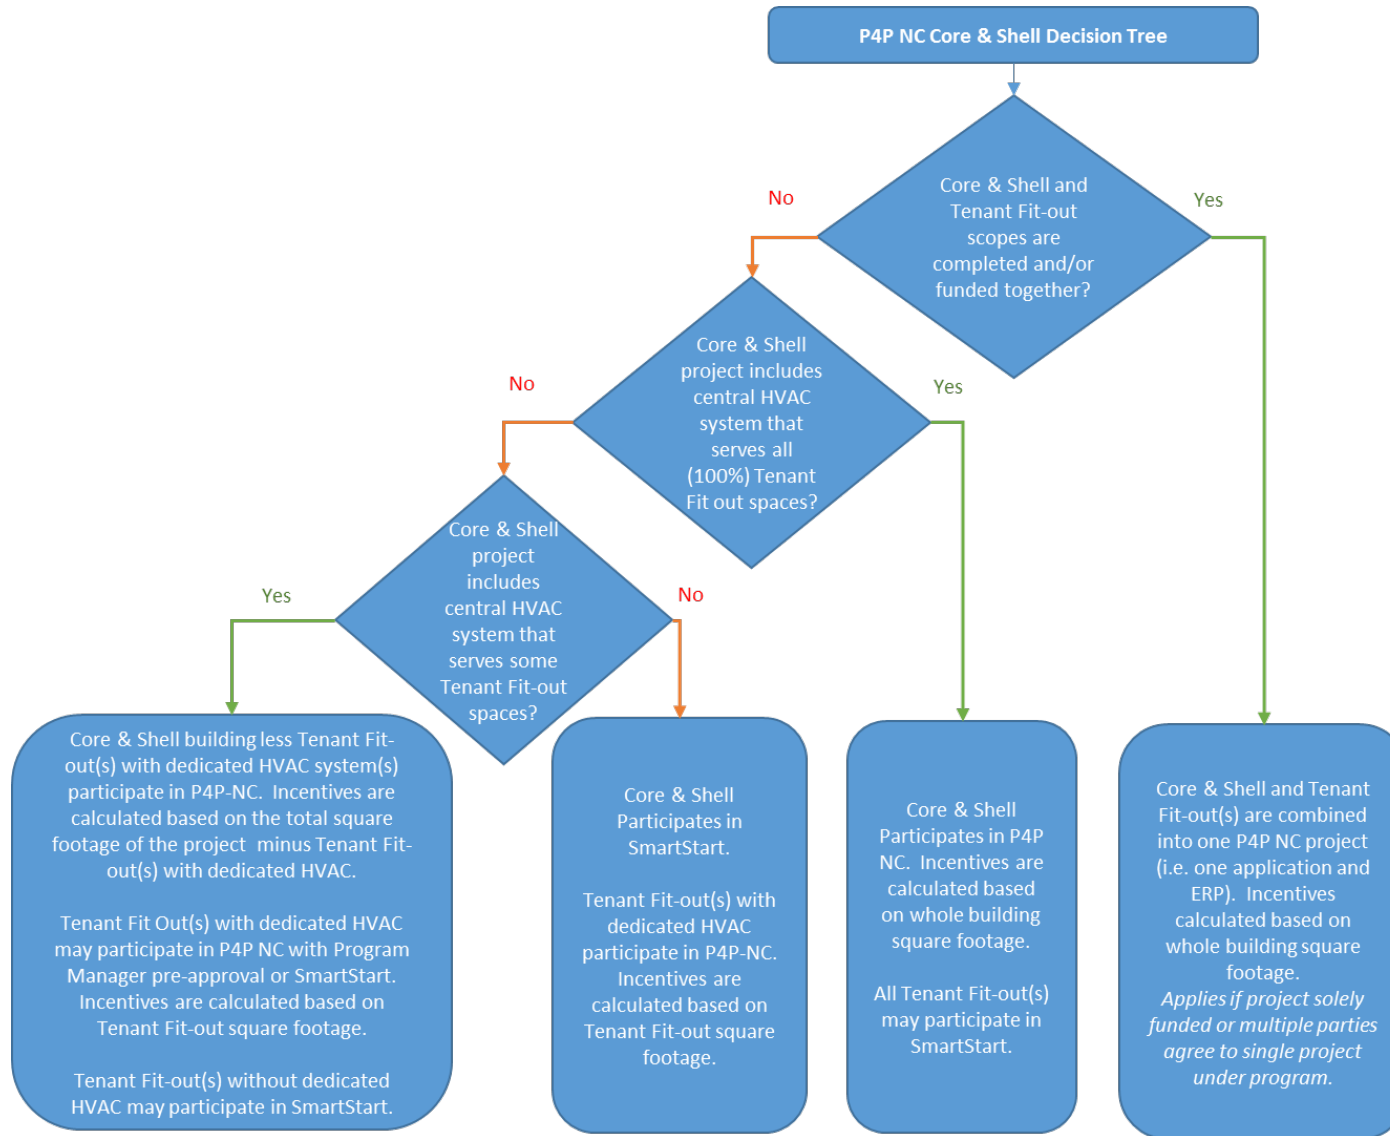 P4P NC Core & Shell Decision Tree
Core & Shell and
Tenant Fit-out
scopes are
completed and/or
funded together?
No
Yes
Core & Shell
project includes
central HVAC
system that
serves all
(100%) Tenant
Fit out spaces?
No
Yes
Core & Shell
project
includes
central HVAC
system that
serves some
Tenant Fit-out
spaces?
Yes
No
Core & Shell building less Tenant Fit-
out(s) with dedicated HVAC system(s)
participate in P4P-NC.  Incentives are
calculated based on the total square
footage of the project  minus Tenant Fit-
out(s) with dedicated HVAC.
Tenant Fit Out(s) with dedicated HVAC
may participate in P4P NC with Program
Manager pre-approval or SmartStart.
Incentives are calculated based on
Tenant Fit-out square footage.
Tenant Fit-out(s) without dedicated
HVAC may participate in SmartStart.
Core & Shell
Participates in
SmartStart.
Tenant Fit-out(s) with
dedicated HVAC
participate in P4P-NC.
Incentives are
calculated based on
Tenant Fit-out square
footage.
Core & Shell
Participates in P4P
NC.  Incentives are
calculated based
on whole building
square footage.
All Tenant Fit-out(s)
may participate in
SmartStart.
Core & Shell and Tenant
Fit-out(s) are combined
into one P4P NC project
(i.e. one application and
ERP).  Incentives
calculated based on
whole building square
footage.
Applies if project solely
funded or multiple parties
agree to single project
under program.